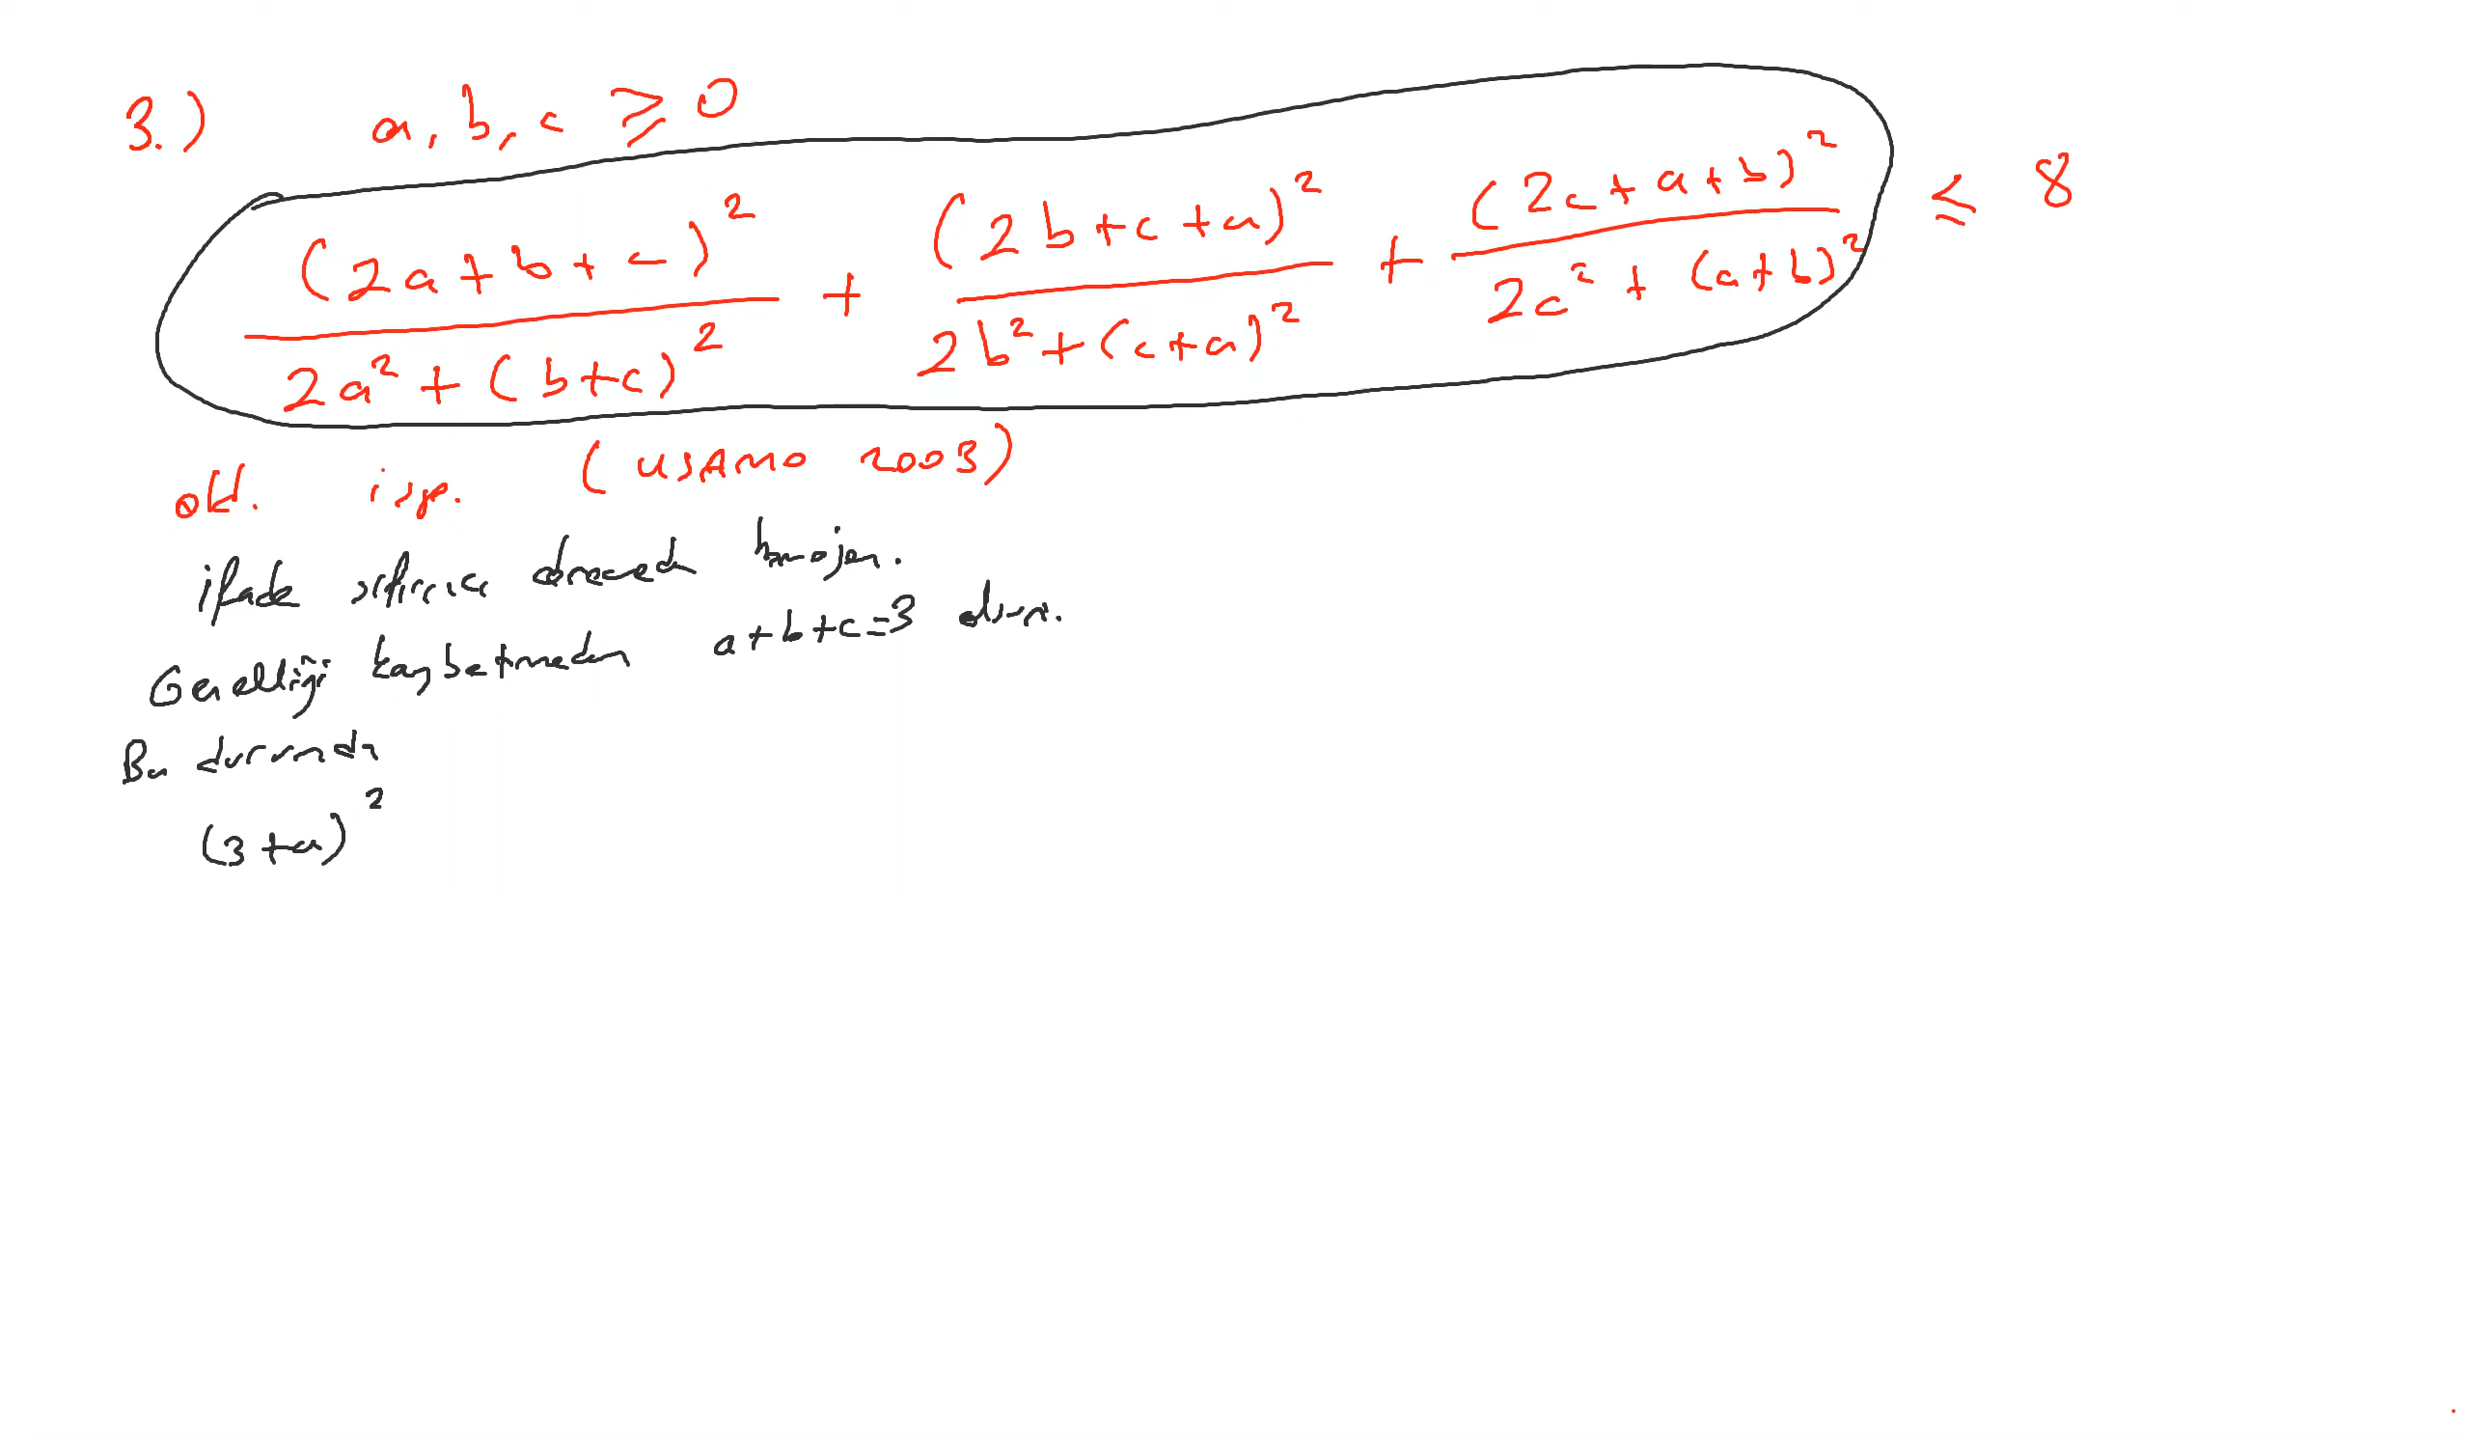 3.) a, b, c ≥ 0
(2a+b+c)²/(2a²+(b+c)²) + (2b+c+a)²/(2b²+(c+a)²) + (2c+a+b)²/(2c²+(a+b)²) ≤ 8
old. isp. (USAMO 2003)
ifade sıfırıncı dereceden homojen.
Genelliği kaybetmeden a+b+c=3 olsun.
Bu durumda
(3+a)²